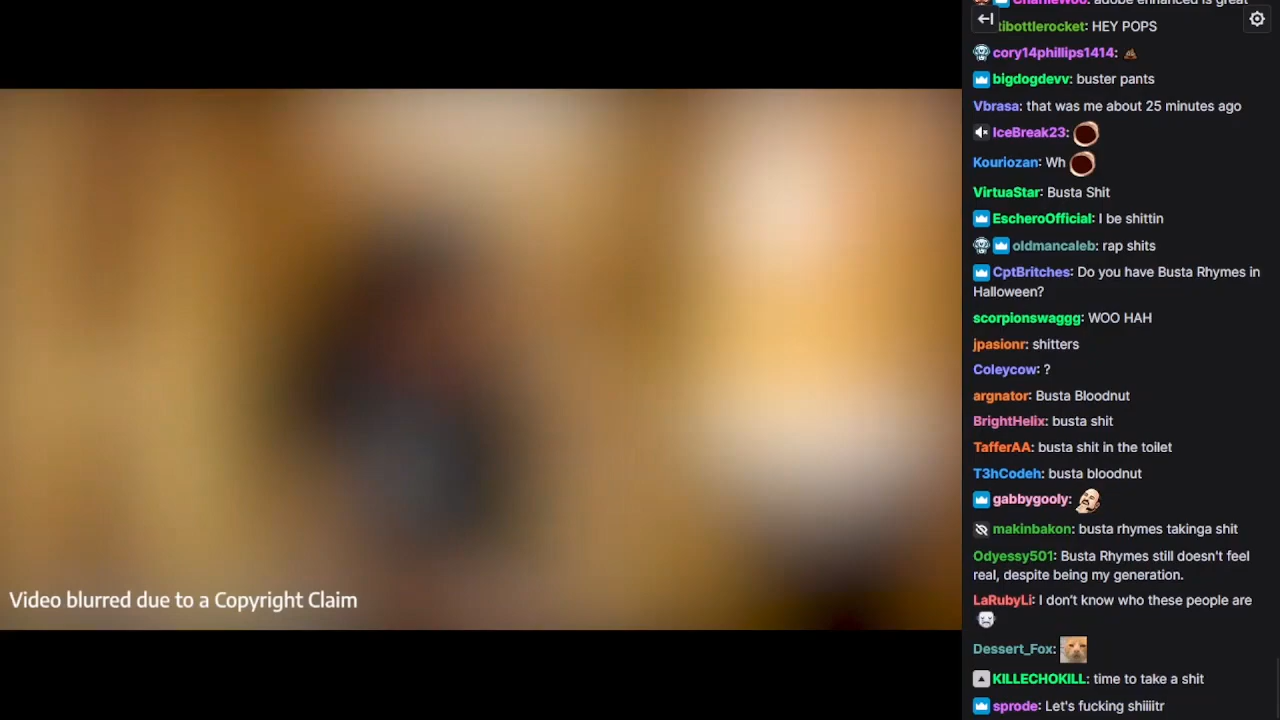 CharlieWoo: adobe enhanced is great
tibottlerocket: HEY POPS
cory14phillips1414:
bigdogdevv: buster pants
Vbrasa: that was me about 25 minutes ago
IceBreak23:
Kouriozan: Wh
VirtuaStar: Busta Shit
EscheroOfficial: I be shittin
oldmancaleb: rap shits
CptBritches: Do you have Busta Rhymes in
Halloween?
scorpionswaggg: WOO HAH
jpasionr: shitters
Coleycow: ?
argnator: Busta Bloodnut
BrightHelix: busta shit
TafferAA: busta shit in the toilet
T3hCodeh: busta bloodnut
gabbygooly:
makinbakon: busta rhymes takinga shit
Odyessy501: Busta Rhymes still doesn't feel
real, despite being my generation.
LaRubyLi: I don't know who these people are
Dessert_Fox:
KILLECHOKILL: time to take a shit
sprode: Let's fucking shiiiitr
Video blurred due to a Copyright Claim